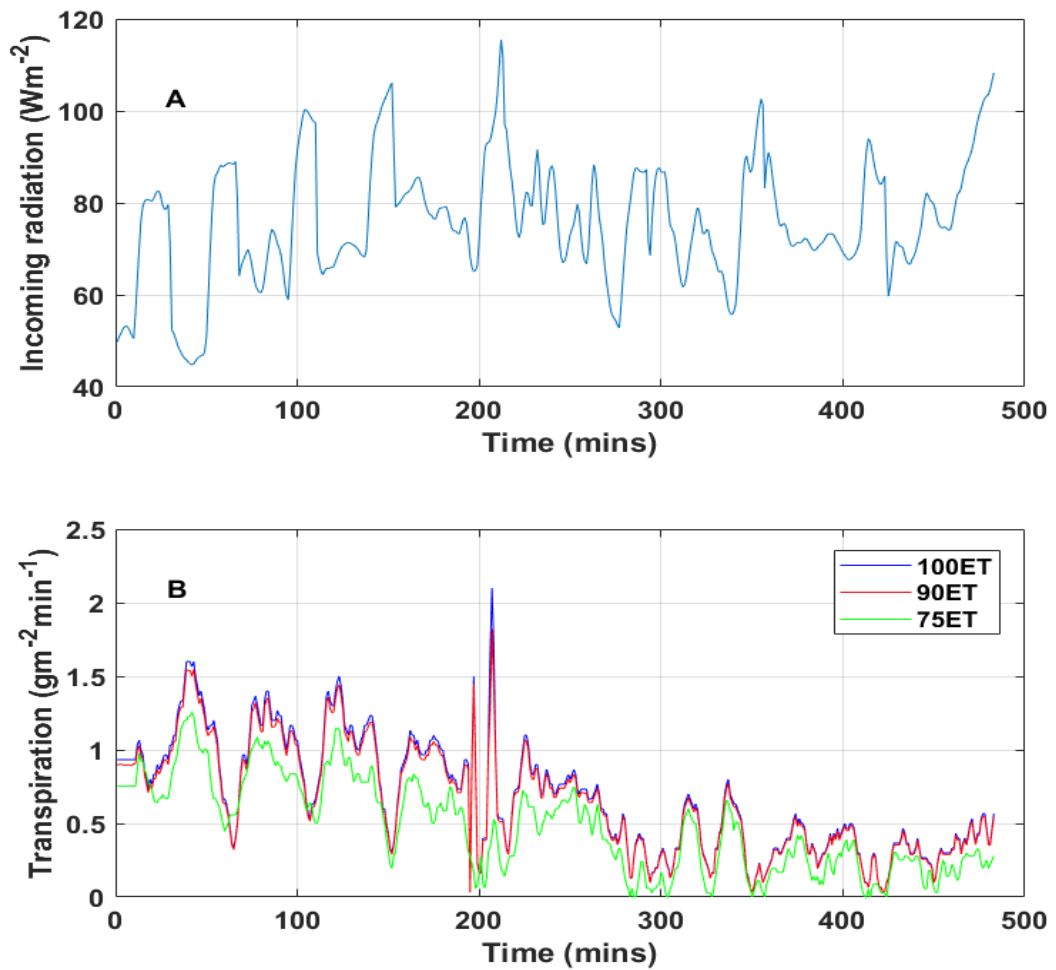 120
100
80
60
40
Incoming radiation (Wm⁻²)
A
0 100 200 300 400 500
Time (mins)
2.5
2
1.5
1
0.5
0
Transpiration (gm⁻²min⁻¹)
B
100ET
90ET
75ET
0 100 200 300 400 500
Time (mins)